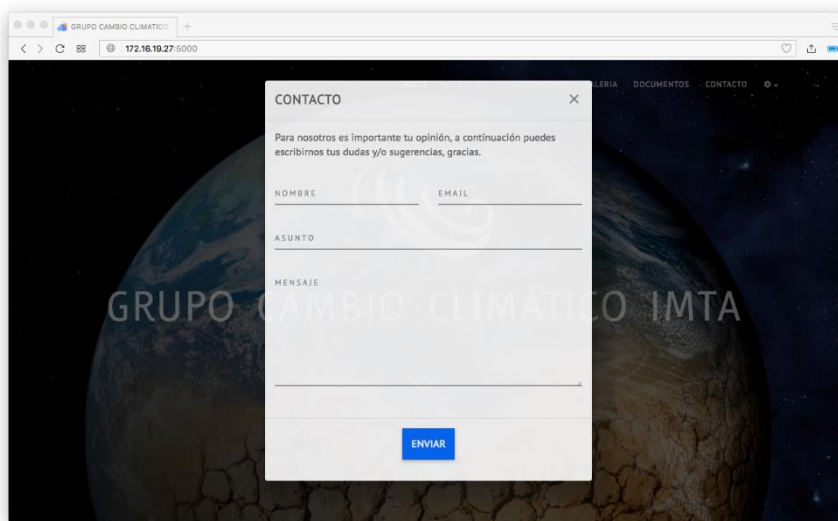 GRUPO CAMBIO CLIMATICO
172.16.19.27:5000
GALERIA DOCUMENTOS CONTACTO
CONTACTO
Para nosotros es importante tu opinión, a continuación puedes
escribirnos tus dudas y/o sugerencias, gracias.
NOMBRE EMAIL
ASUNTO
MENSAJE
GRUPO CAMBIO CLIMÁTICO IMTA
ENVIAR